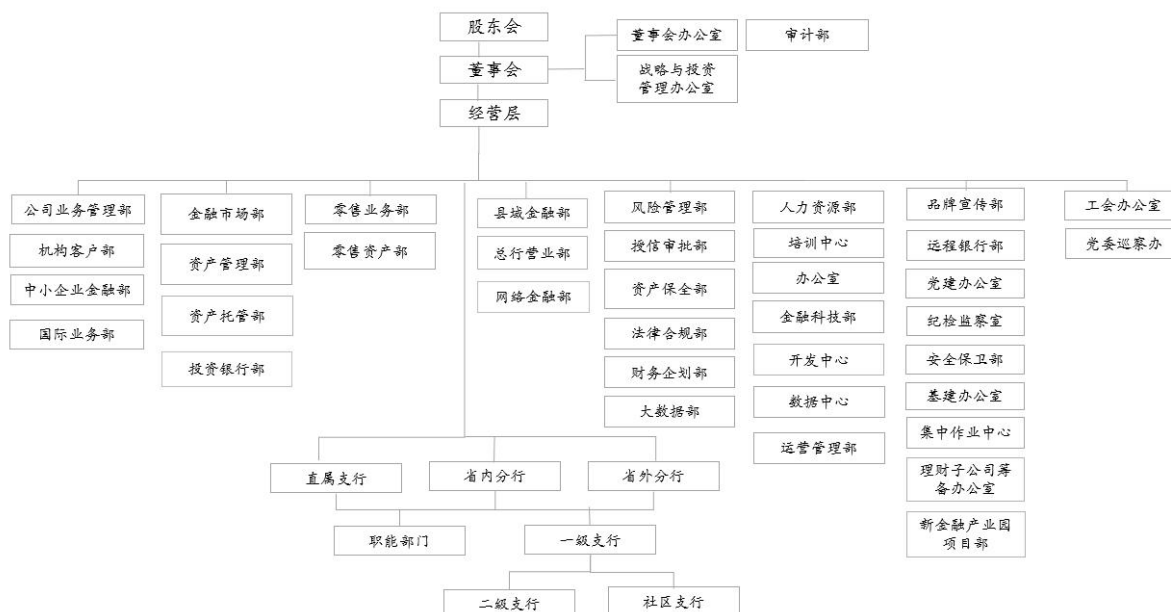 股东会
董事会
经营层
董事会办公室
审计部
战略与投资
管理办公室
公司业务管理部
机构客户部
中小企业金融部
国际业务部
金融市场部
资产管理部
资产托管部
投资银行部
零售业务部
零售资产部
县域金融部
总行营业部
网络金融部
风险管理部
授信审批部
资产保全部
法律合规部
财务企划部
大数据部
人力资源部
培训中心
办公室
金融科技部
开发中心
数据中心
运营管理部
品牌宣传部
远程银行部
党建办公室
纪检监察室
安全保卫部
基建办公室
集中作业中心
理财子公司筹
备办公室
新金融产业园
项目部
工会办公室
党委巡察办
直属支行
省内分行
省外分行
职能部门
一级支行
二级支行
社区支行